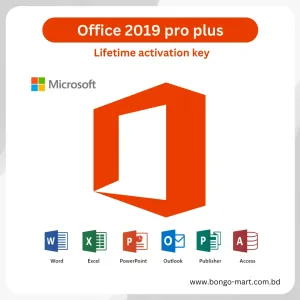 Office 2019 pro plus
Lifetime activation key
Microsoft
W X P O P A
Word Excel PowerPoint Outlook Publisher Access
www.bongo-mart.com.bd